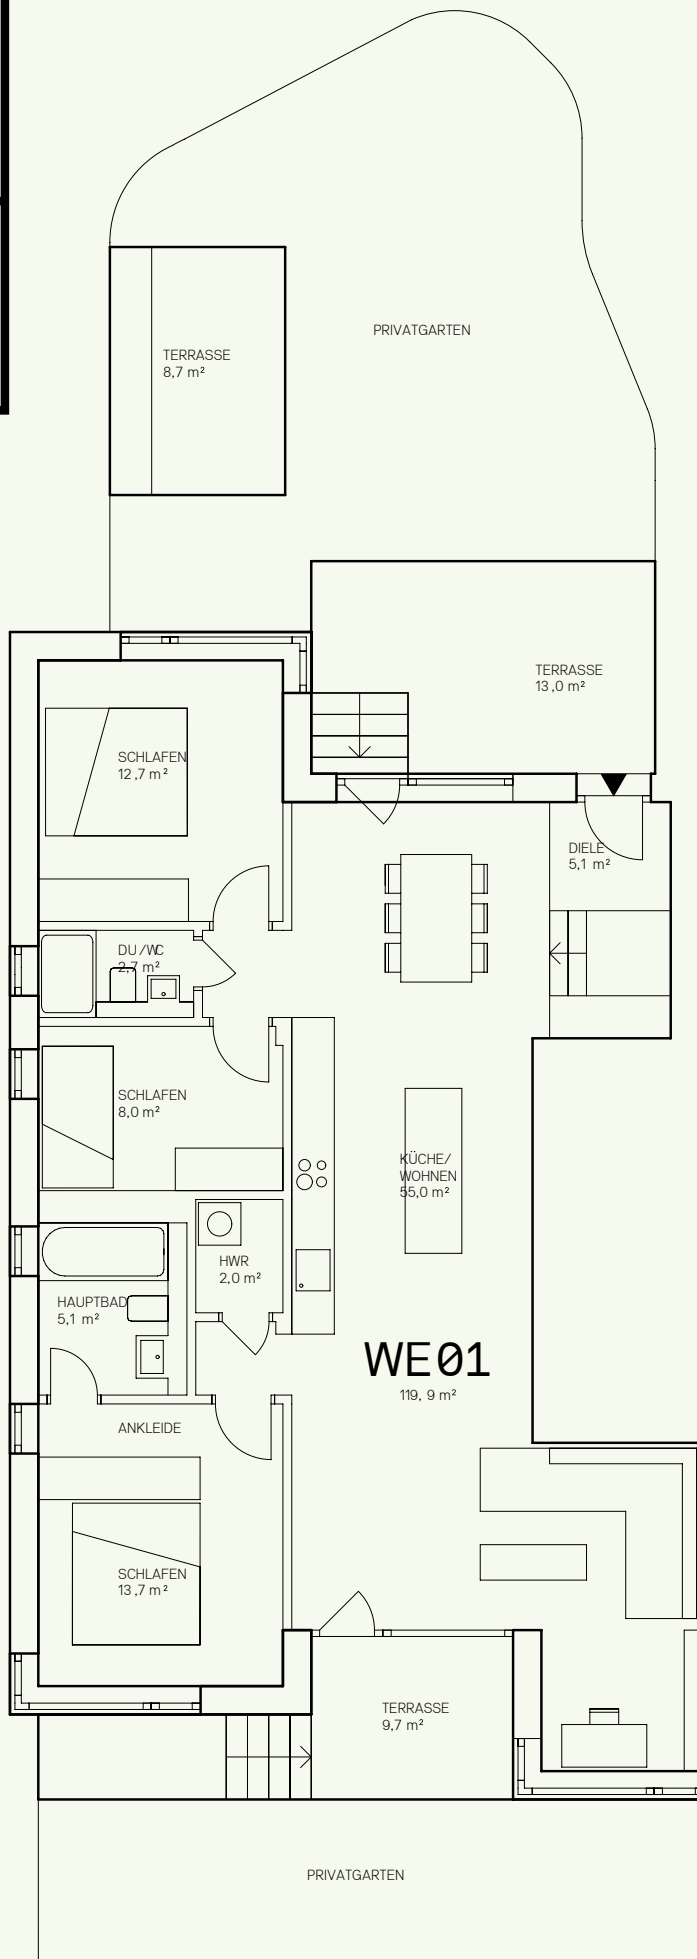 PRIVATGARTEN
TERRASSE
8,7 m²
TERRASSE
13,0 m²
SCHLAFEN
12,7 m²
DIELE
5,1 m²
DU/WC
2,7 m²
SCHLAFEN
8,0 m²
KÜCHE/
WOHNEN
55,0 m²
HWR
2,0 m²
HAUPTBAD
5,1 m²
WE01
119, 9 m²
ANKLEIDE
SCHLAFEN
13,7 m²
TERRASSE
9,7 m²
PRIVATGARTEN